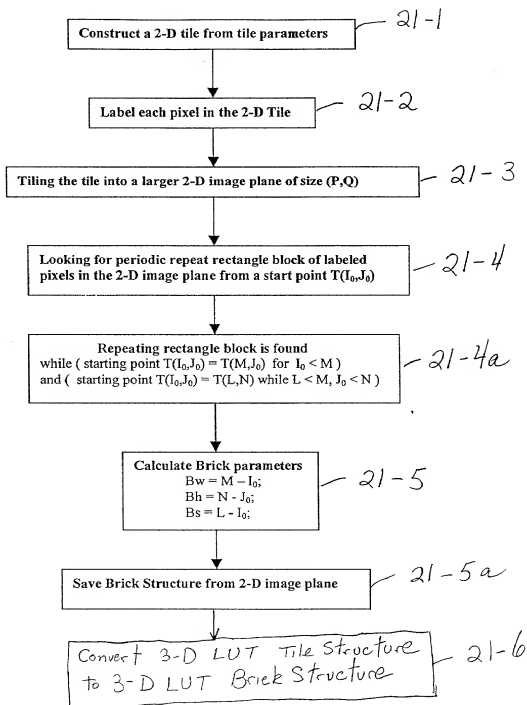 Construct a 2-D tile from tile parameters
21-1
Label each pixel in the 2-D Tile
21-2
Tiling the tile into a larger 2-D image plane of size (P,Q)
21-3
Looking for periodic repeat rectangle block of labeled
pixels in the 2-D image plane from a start point T(I₀,J₀)
21-4
Repeating rectangle block is found
while ( starting point T(I₀,J₀) = T(M,J₀) for I₀ < M )
and ( starting point T(I₀,J₀) = T(L,N) while L < M, J₀ < N )
21-4a
Calculate Brick parameters
Bw = M – I₀;
Bh = N - J₀;
Bs = L - I₀;
21-5
Save Brick Structure from 2-D image plane
21-5a
Convert 3-D LUT Tile Structure
to 3-D LUT Brick Structure
21-6